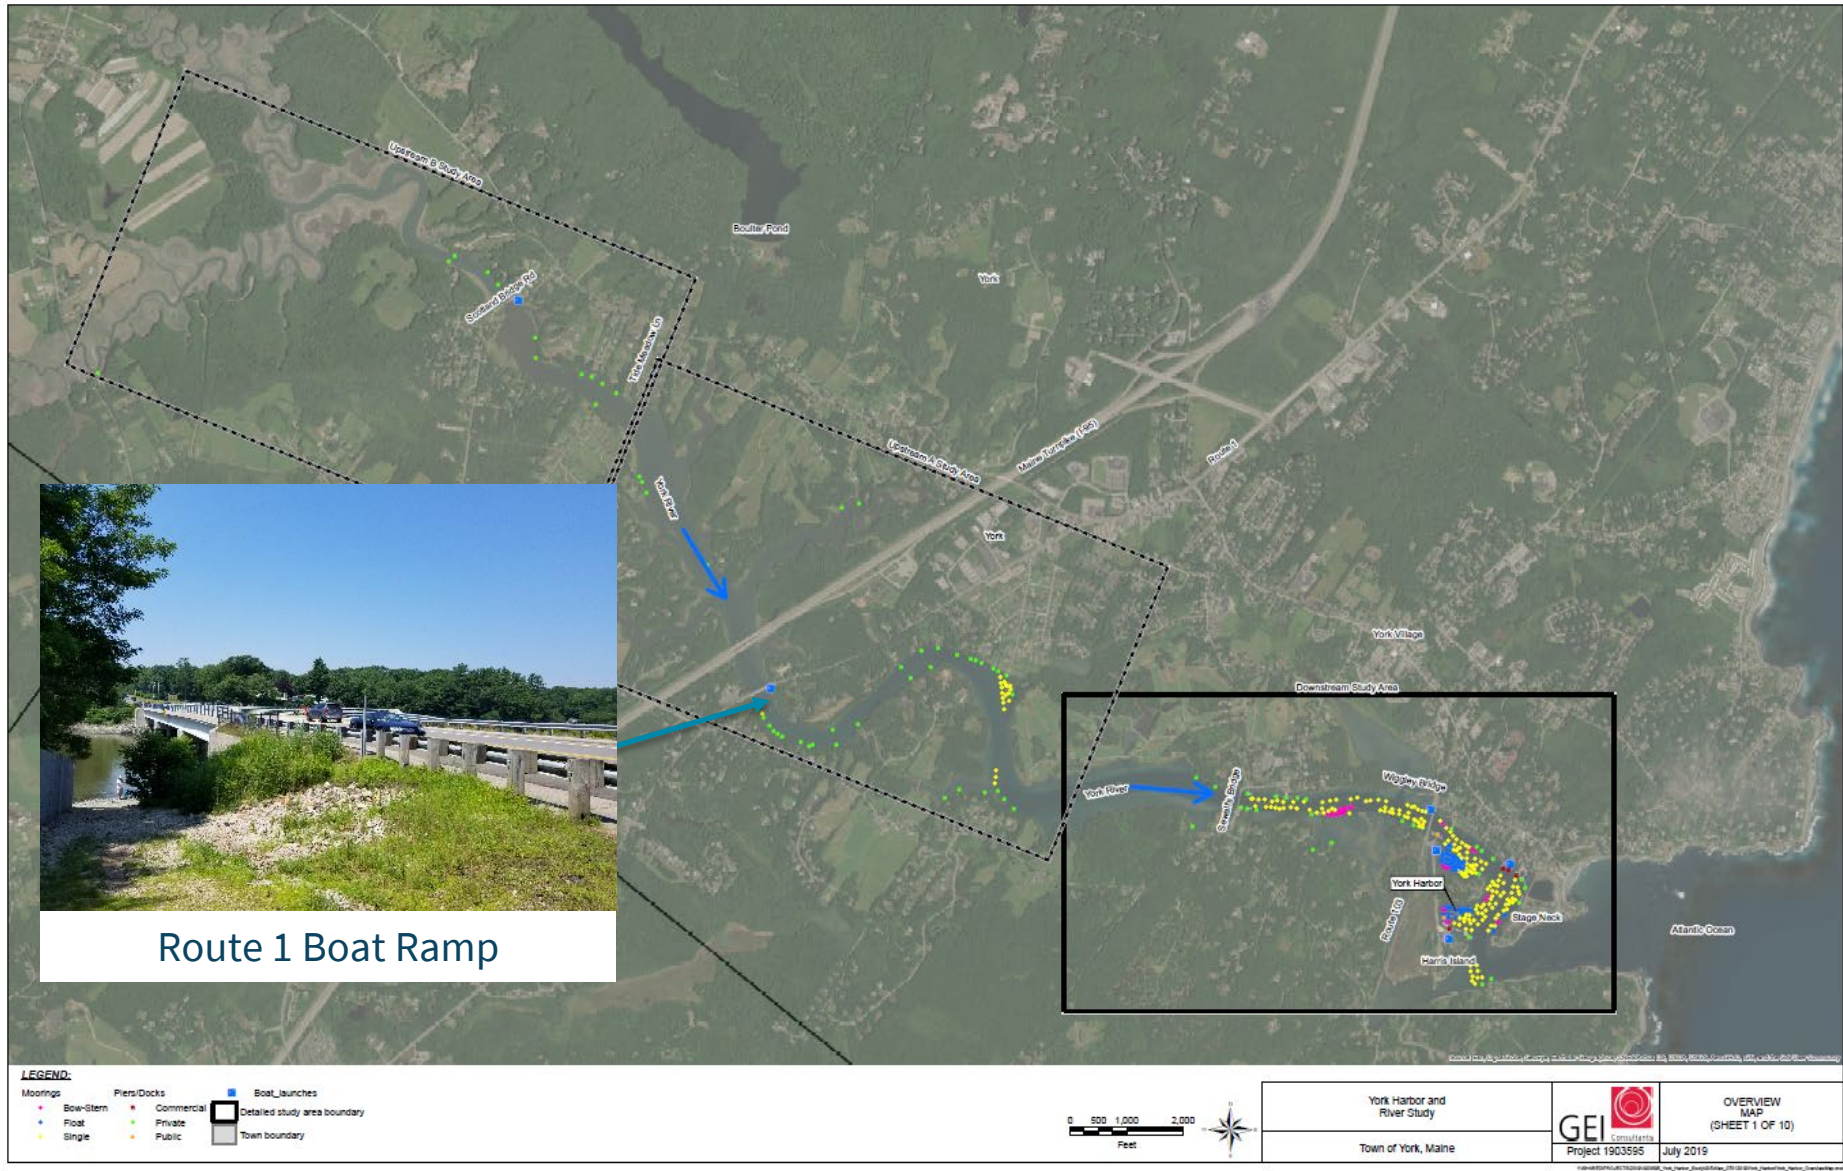 Upstream B Study Area
Boulter Pond
York
Scotland Bridge Rd
Tide Meadow Ln
Upstream A Study Area
Maine Turnpike (I-95)
Route 1
York River
York
York Village
Downstream Study Area
York River
Sewall's Bridge
Wiggley Bridge
York Harbor
Route 103
Stage Neck
Harris Island
Atlantic Ocean
Route 1 Boat Ramp
LEGEND:
Moorings
Bow-Stern
Float
Single
Piers/Docks
Commercial
Private
Public
Boat_launches
Detailed study area boundary
Town boundary
0 500 1,000 2,000
Feet
York Harbor and
River Study
Town of York, Maine
GEI
Consultants
Project 1903595
OVERVIEW
MAP
(SHEET 1 OF 10)
July 2019